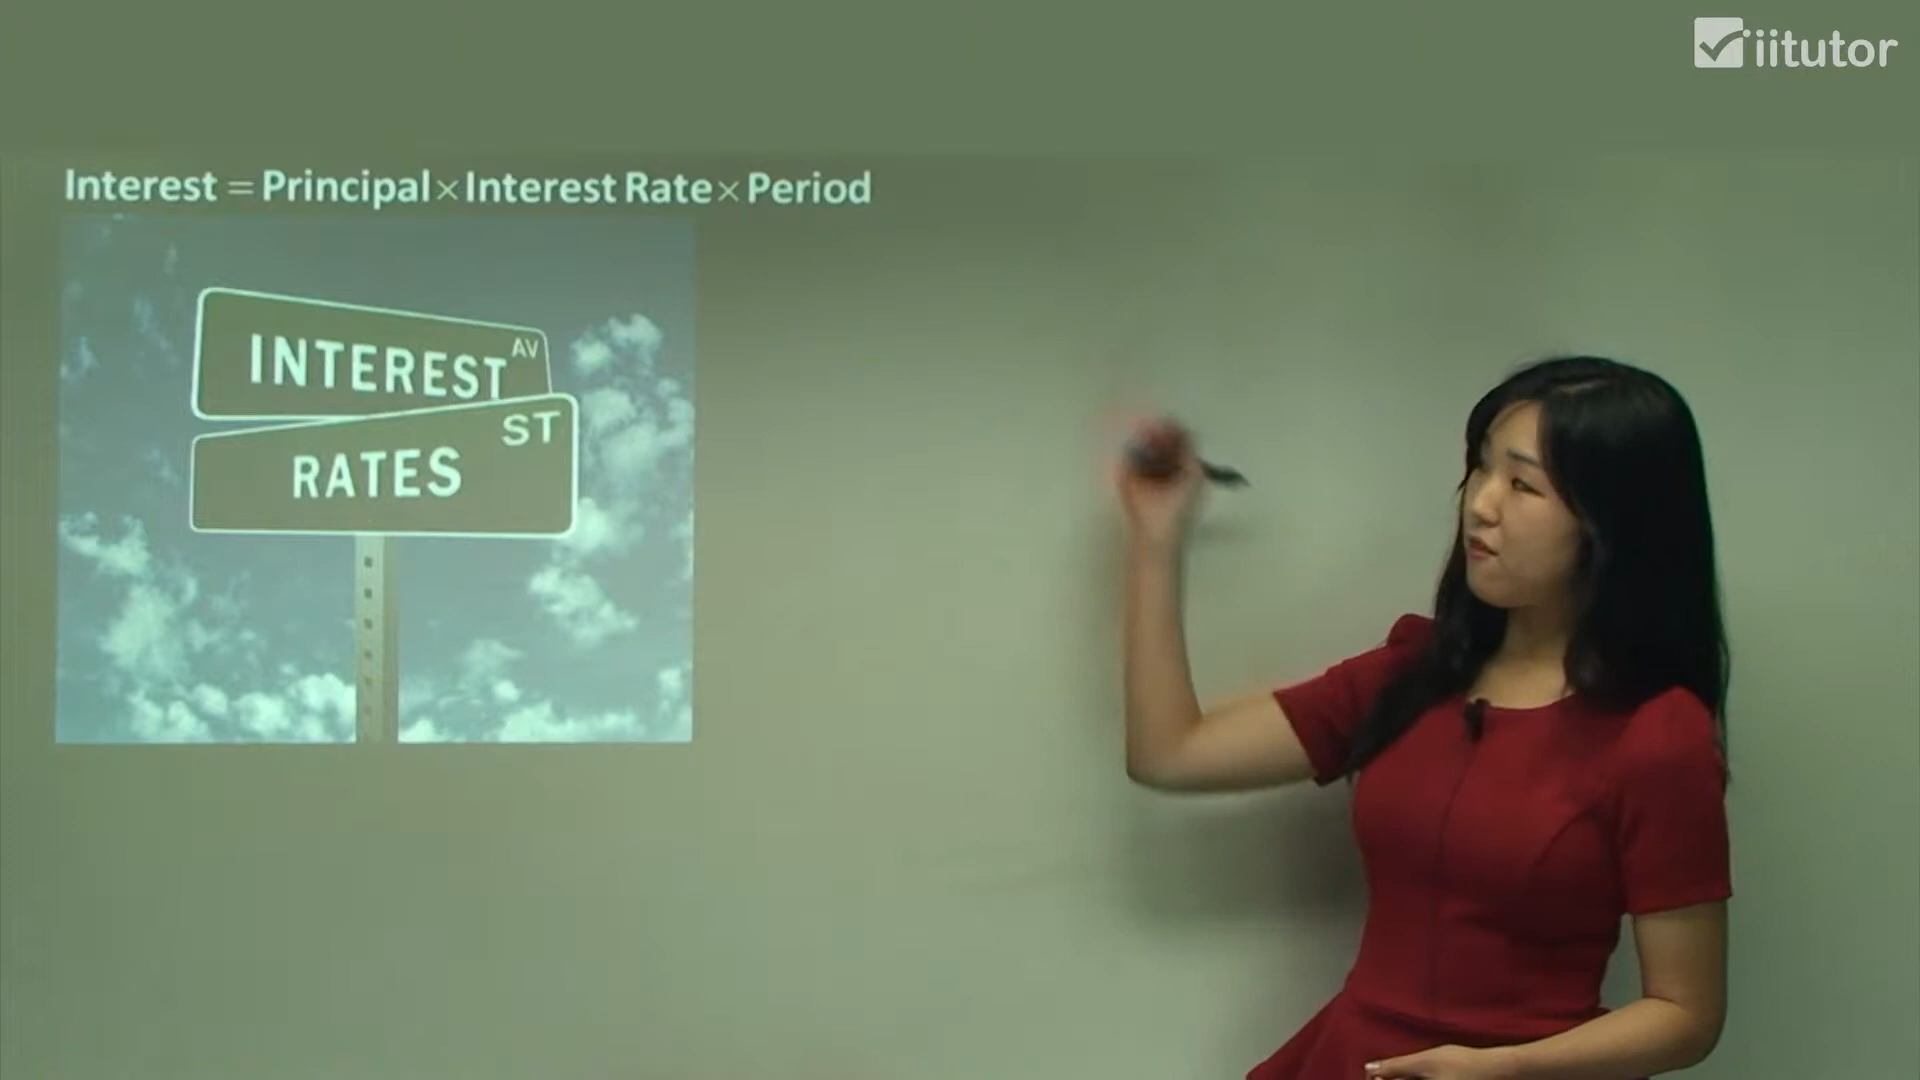 iitutor
Interest = Principal × Interest Rate × Period
INTEREST AV
RATES ST